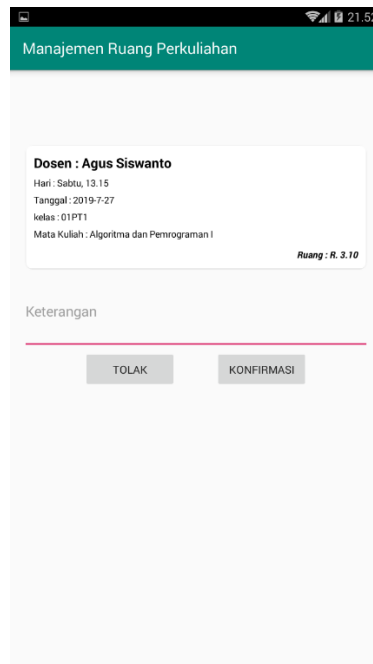 21.52
Manajemen Ruang Perkuliahan
Dosen : Agus Siswanto
Hari : Sabtu, 13.15
Tanggal : 2019-7-27
kelas : 01PT1
Mata Kuliah : Algoritma dan Pemrograman I
Ruang : R. 3.10
Keterangan
TOLAK KONFIRMASI